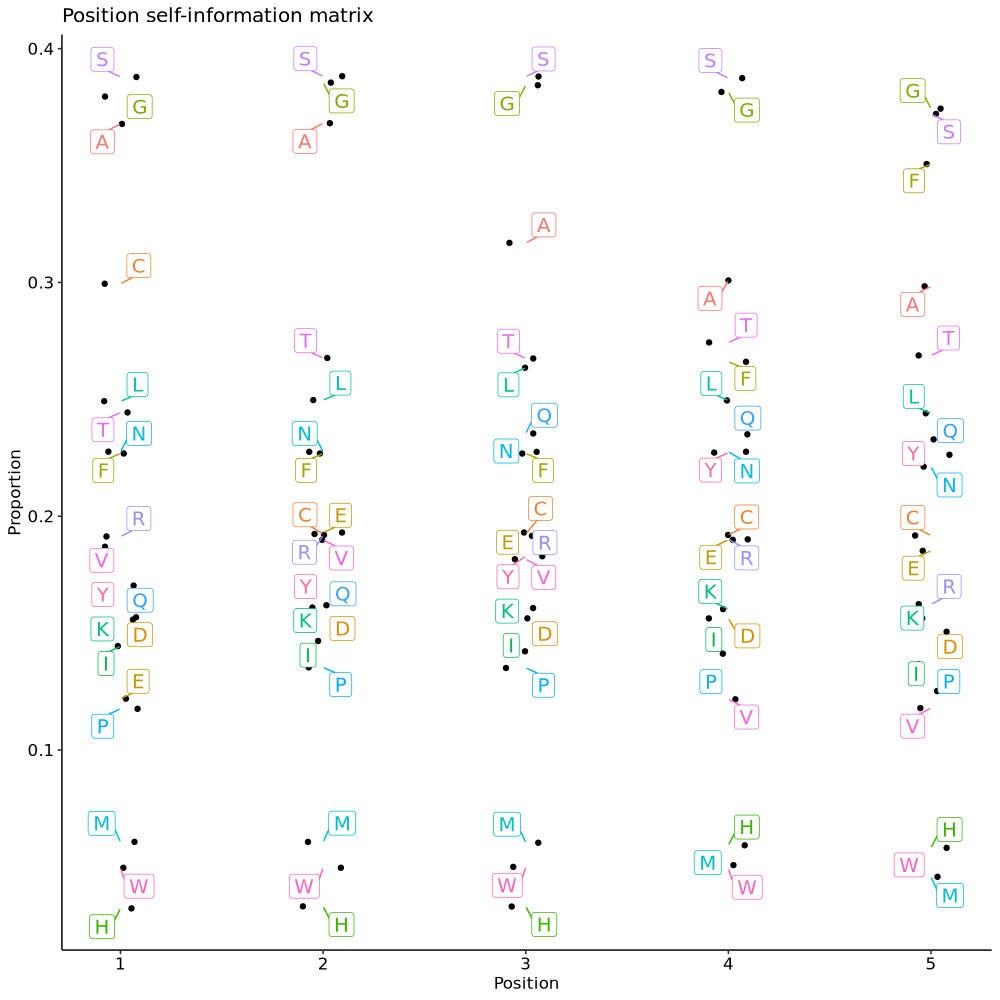 Position self-information matrix
0.4
S
S
S
S
G
G
G
G
G
S
A
A
F
A
C
A
A
T
T
T
T
F
L
L
L
L
L
Q
Q
T
N
N
N
Q
Y
F
F
F
Y
N
N
0.3
0.2
0.1
R
C
E
C
C
C
V
R
V
E
R
E
R
E
Y
Q
Y
Q
Y
V
K
R
K
D
K
D
K
D
D
K
D
I
I
I
I
I
E
P
P
P
V
P
P
V
M
M
M
H
H
W
W
W
M
W
W
M
H
H
H
1
2
3
4
5
Proportion
Position